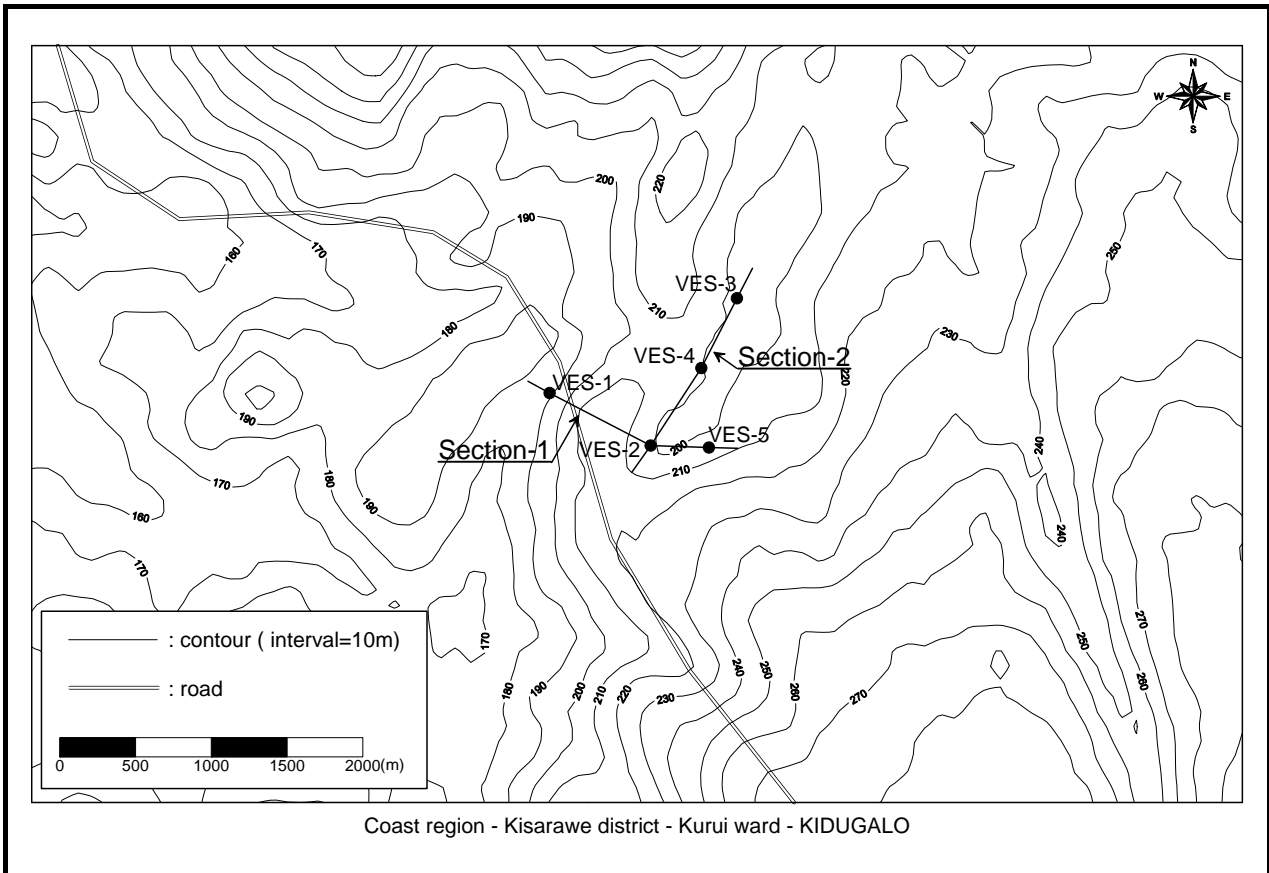 N
W E
S
200
220
190
160
170
250
VES-3
210
180
230
VES-4
Section-2
220
VES-1
190
Section-1
VES-2
VES-5
200
210
240
170
180
190
160
240
170
170
: contour ( interval=10m)
: road
0 500 1000 1500 2000(m)
180
190
200
210
220
230
240
250
260
270
250
270
260
Coast region - Kisarawe district - Kurui ward - KIDUGALO